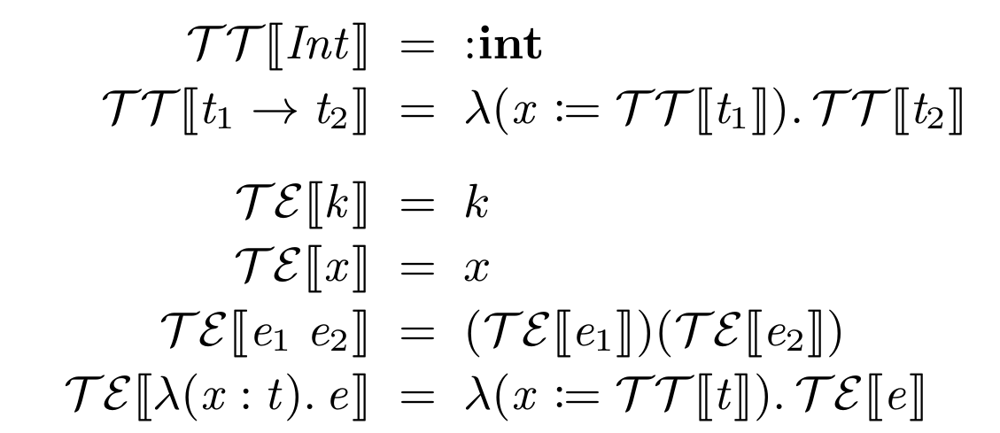 𝒯𝒯⟦Int⟧ = :int
𝒯𝒯⟦t₁ → t₂⟧ = λ(x := 𝒯𝒯⟦t₁⟧). 𝒯𝒯⟦t₂⟧
𝒯ℰ⟦k⟧ = k
𝒯ℰ⟦x⟧ = x
𝒯ℰ⟦e₁ e₂⟧ = (𝒯ℰ⟦e₁⟧)(𝒯ℰ⟦e₂⟧)
𝒯ℰ⟦λ(x : t). e⟧ = λ(x := 𝒯𝒯⟦t⟧). 𝒯ℰ⟦e⟧